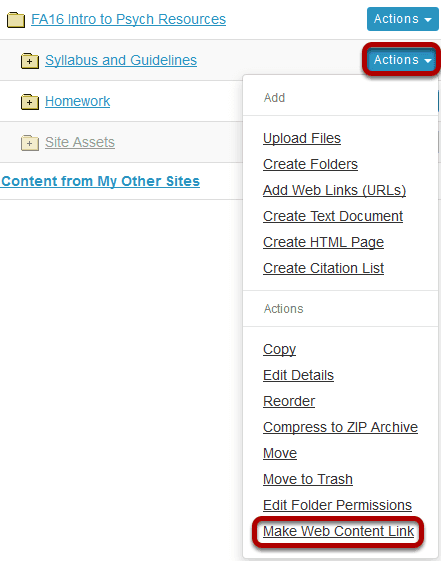 FA16 Intro to Psych Resources Actions
Syllabus and Guidelines Actions
Homework
Site Assets
Content from My Other Sites
Add
Upload Files
Create Folders
Add Web Links (URLs)
Create Text Document
Create HTML Page
Create Citation List
Actions
Copy
Edit Details
Reorder
Compress to ZIP Archive
Move
Move to Trash
Edit Folder Permissions
Make Web Content Link